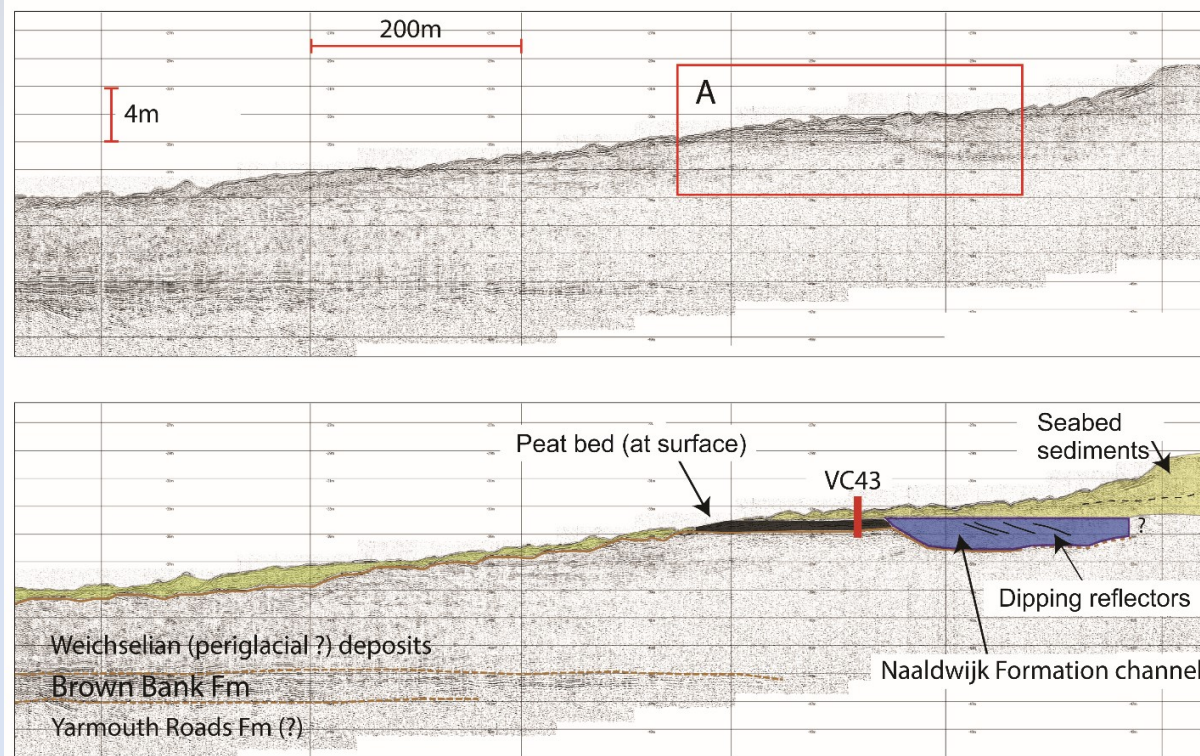 200m
4m
A
Peat bed (at surface)
Seabed
sediments
VC43
?
Dipping reflectors
Naaldwijk Formation channel
Weichselian (periglacial ?) deposits
Brown Bank Fm
Yarmouth Roads Fm (?)